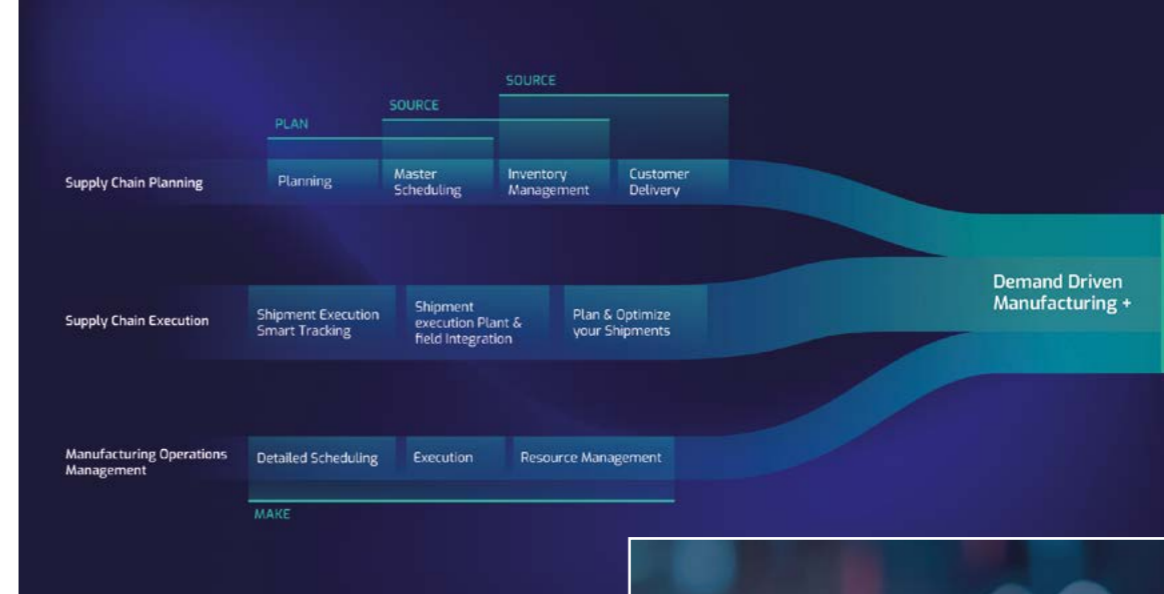 SOURCE
SOURCE
PLAN
Supply Chain Planning
Planning
Master
Scheduling
Inventory
Management
Customer
Delivery
Supply Chain Execution
Shipment Execution
Smart Tracking
Shipment
execution Plant &
field Integration
Plan & Optimize
your Shipments
Demand Driven
Manufacturing +
Manufacturing Operations
Management
Detailed Scheduling
Execution
Resource Management
MAKE